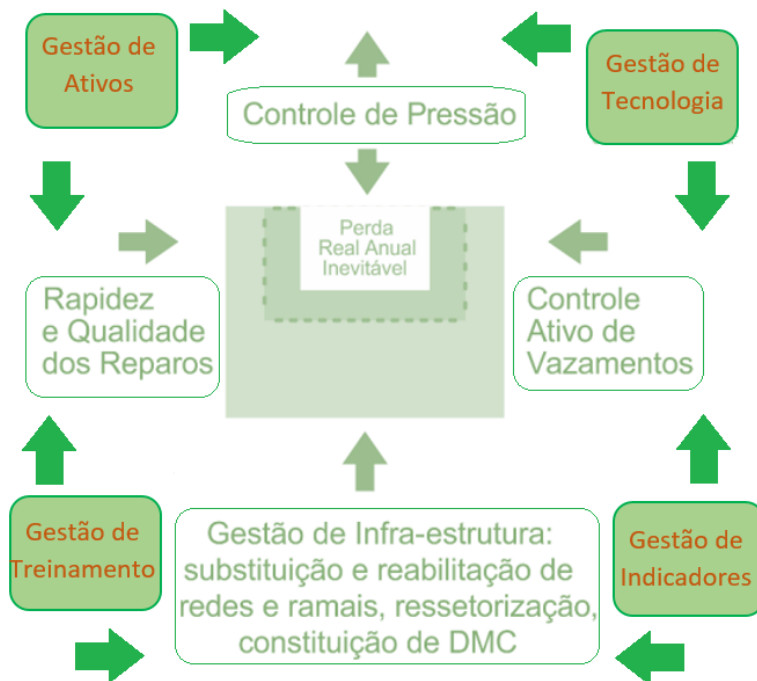 Gestão de
Ativos
Gestão de
Tecnologia
Controle de Pressão
Perda
Real Anual
Inevitável
Rapidez
e Qualidade
dos Reparos
Controle
Ativo de
Vazamentos
Gestão de
Treinamento
Gestão de Infra-estrutura:
substituição e reabilitação de
redes e ramais, ressetorização,
constituição de DMC
Gestão de
Indicadores